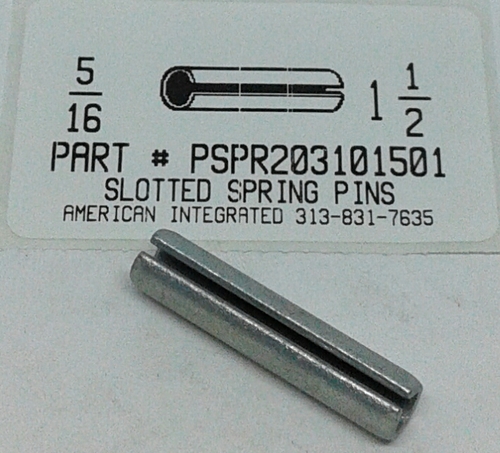 5/16 1 1/2
PART # PSPR203101501
SLOTTED SPRING PINS
AMERICAN INTEGRATED 313-831-7635